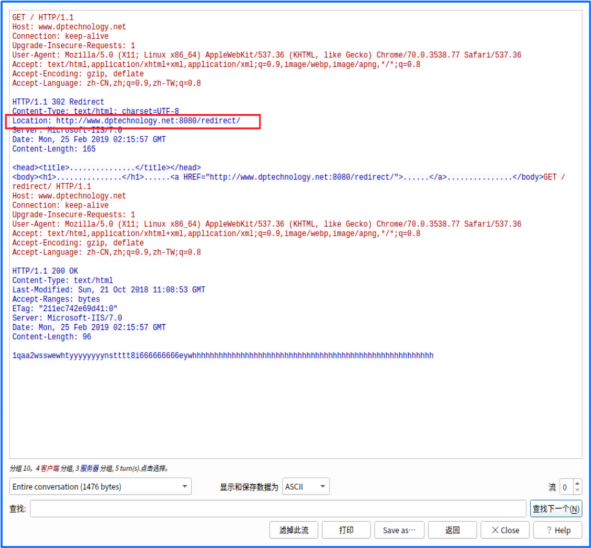 GET / HTTP/1.1
Host: www.dptechnology.net
Connection: keep-alive
Upgrade-Insecure-Requests: 1
User-Agent: Mozilla/5.0 (X11; Linux x86_64) AppleWebKit/537.36 (KHTML, like Gecko) Chrome/70.0.3538.77 Safari/537.36
Accept: text/html,application/xhtml+xml,application/xml;q=0.9,image/webp,image/apng,*/*;q=0.8
Accept-Encoding: gzip, deflate
Accept-Language: zh-CN,zh;q=0.9,zh-TW;q=0.8
HTTP/1.1 302 Redirect
Content-Type: text/html; charset=UTF-8
Location: http://www.dptechnology.net:8080/redirect/
Server: Microsoft-IIS/7.0
Date: Mon, 25 Feb 2019 02:15:57 GMT
Content-Length: 165
<head><title>...............</title></head>
<body><h1>...............</h1>......<a HREF="http://www.dptechnology.net:8080/redirect/">......</a>...............</body>GET /
redirect/ HTTP/1.1
Host: www.dptechnology.net
Connection: keep-alive
Upgrade-Insecure-Requests: 1
User-Agent: Mozilla/5.0 (X11; Linux x86_64) AppleWebKit/537.36 (KHTML, like Gecko) Chrome/70.0.3538.77 Safari/537.36
Accept: text/html,application/xhtml+xml,application/xml;q=0.9,image/webp,image/apng,*/*;q=0.8
Accept-Encoding: gzip, deflate
Accept-Language: zh-CN,zh;q=0.9,zh-TW;q=0.8
HTTP/1.1 200 OK
Content-Type: text/html
Last-Modified: Sun, 21 Oct 2018 11:08:53 GMT
Accept-Ranges: bytes
ETag: "211ec742e69d41:0"
Server: Microsoft-IIS/7.0
Date: Mon, 25 Feb 2019 02:15:57 GMT
Content-Length: 96
1qaa2wsswewhtyyyyyyyynstttt8i666666666eywhhhhhhhhhhhhhhhhhhhhhhhhhhhhhhhhhhhhhhhhhhhhhhhhhhhhhhh
分组 10。4 客户端 分组, 3 服务器 分组, 5 turn(s).点击选择。
Entire conversation (1476 bytes) 显示和保存数据为 ASCII 流 0
查找: 查找下一个(N)
滤掉此流 打印 Save as… 返回 Close Help